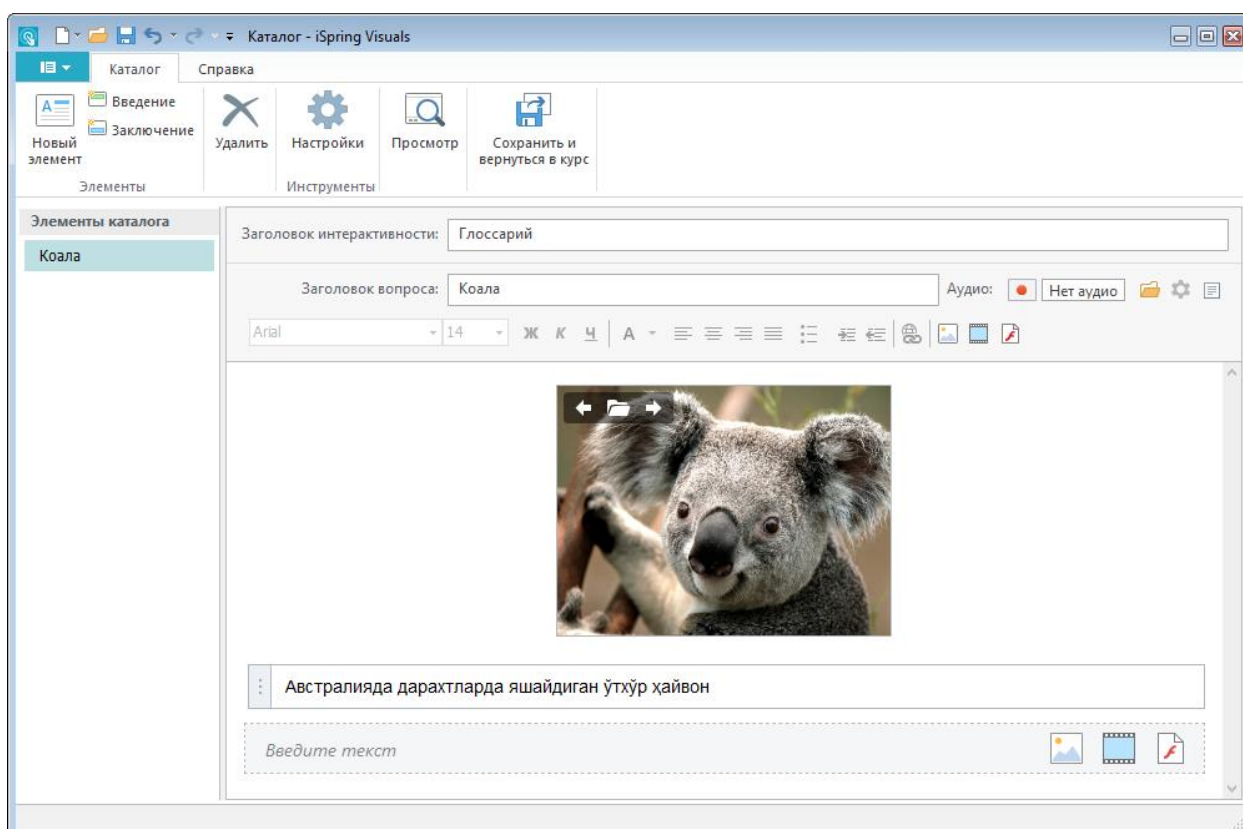 Каталог - iSpring Visuals
Каталог Справка
Новый элемент
Введение
Заключение
Удалить
Настройки
Просмотр
Сохранить и вернуться в курс
Элементы
Инструменты
Элементы каталога
Коала
Заголовок интерактивности: Глоссарий
Заголовок вопроса: Коала Аудио: Нет аудио
Arial 14 Ж К Ч А
Австралияда дарахтларда яшайдиган ўтхўр ҳайвон
Введите текст